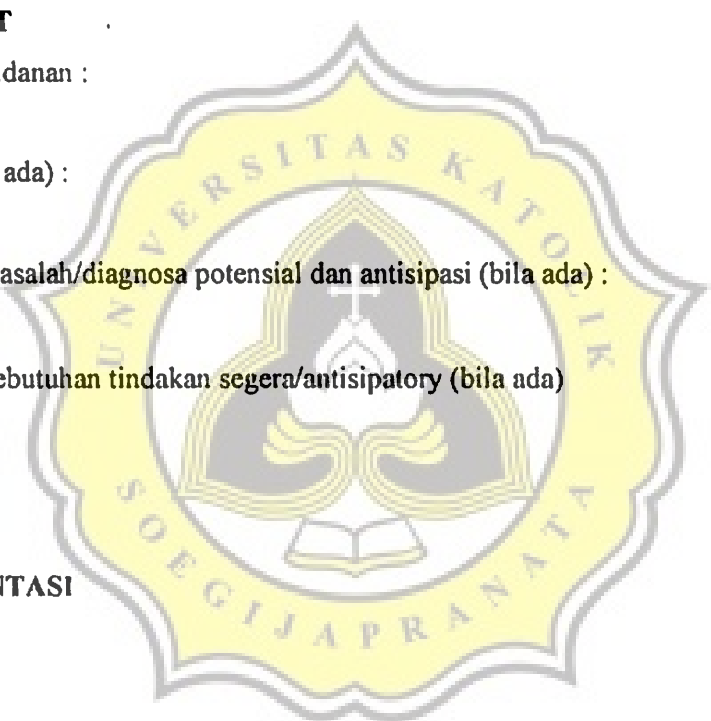 T
danan :
ada) :
asalah/diagnosa potensial dan antisipasi (bila ada) :
ebutuhan tindakan segera/antisipatory (bila ada)
NTASI
UNIVERSITAS KATOLIK
SOEGIJAPRANATA